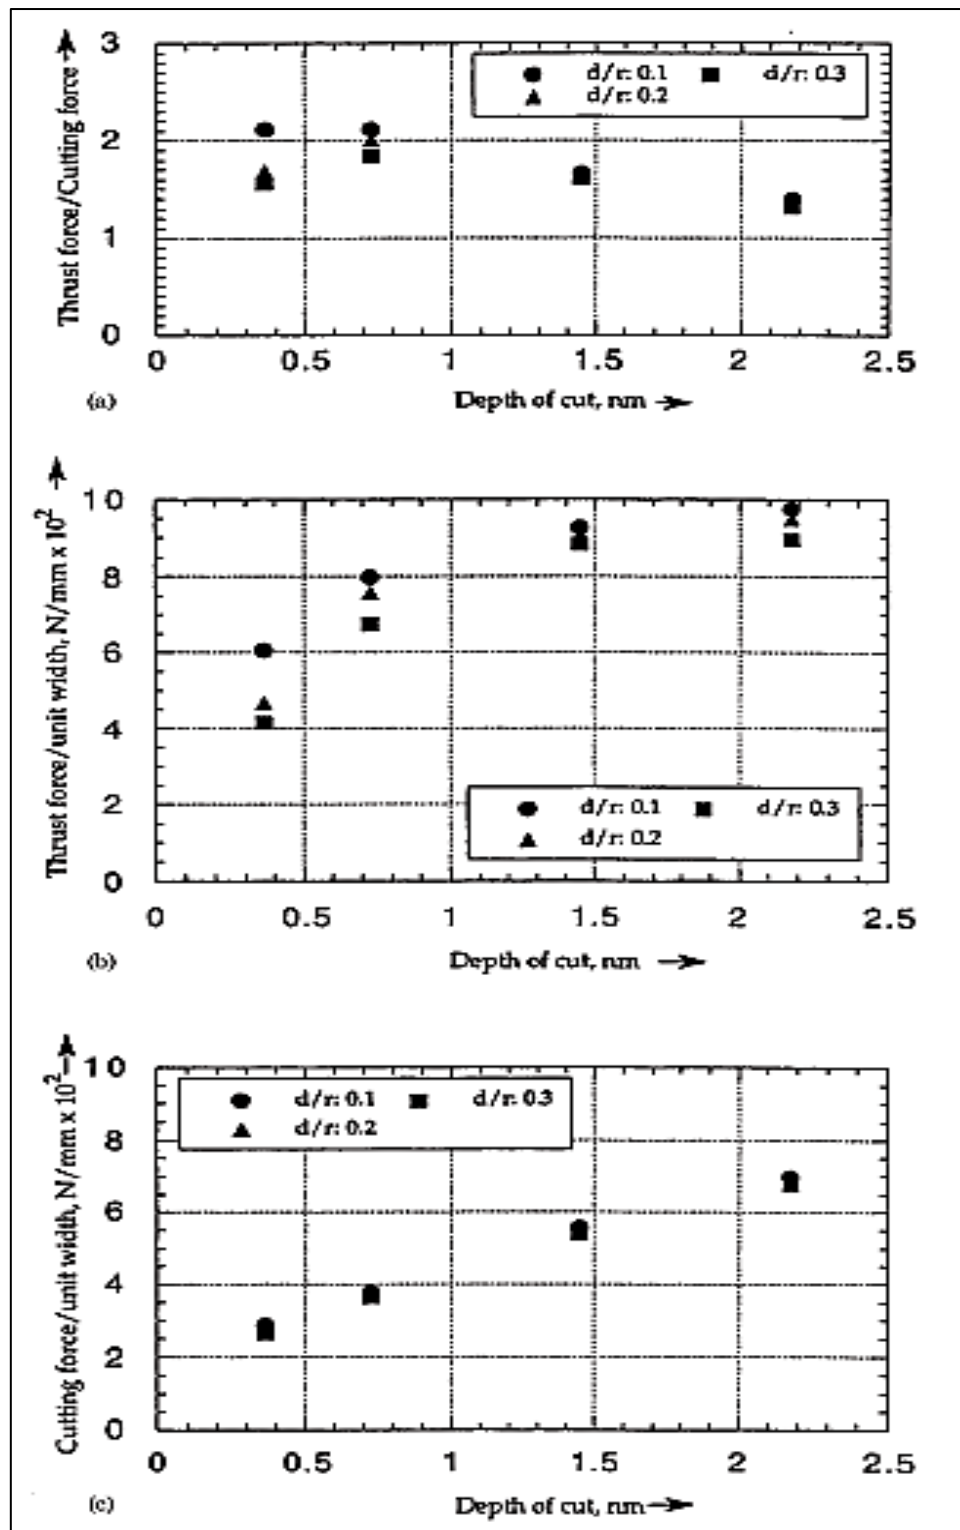 Thrust force/Cutting force
3
2
1
0
d/r: 0.1
d/r: 0.3
d/r: 0.2
0 0.5 1 1.5 2 2.5
(a) Depth of cut, nm
Thrust force/unit width, N/mm x 10²
10
8
6
4
2
0
d/r: 0.1
d/r: 0.3
d/r: 0.2
0 0.5 1 1.5 2 2.5
(b) Depth of cut, nm
Cutting force/unit width, N/mm x 10²
10
8
6
4
2
0
d/r: 0.1
d/r: 0.3
d/r: 0.2
0 0.5 1 1.5 2 2.5
(c) Depth of cut, nm